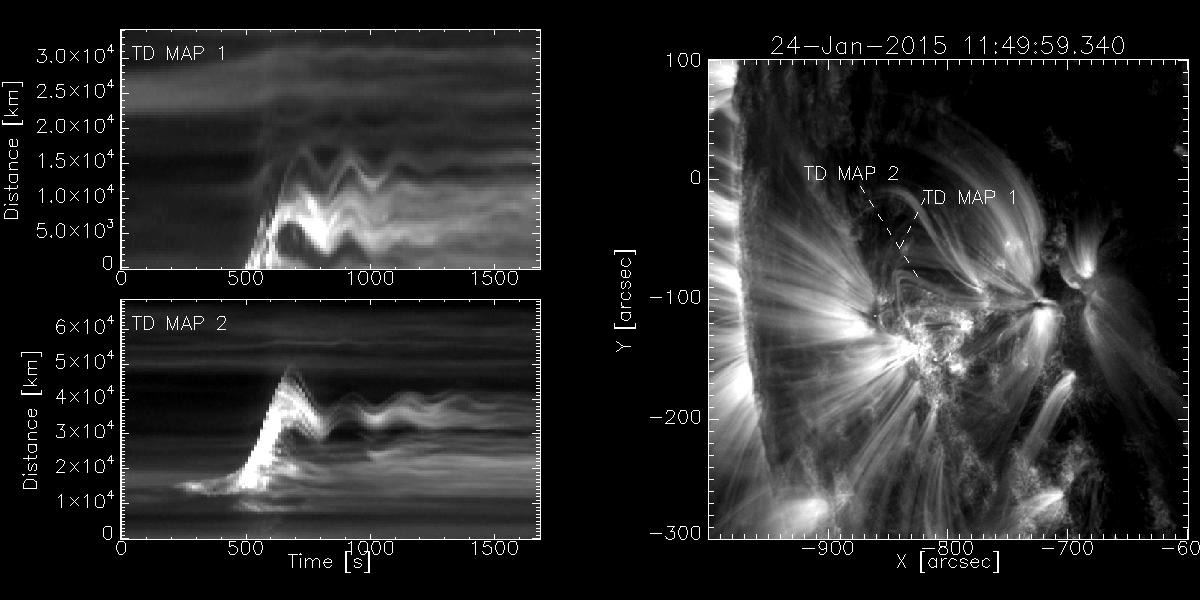 TD MAP 1
3.0×10⁴
2.5×10⁴
2.0×10⁴
1.5×10⁴
1.0×10⁴
5.0×10³
0
Distance [km]
0 500 1000 1500
TD MAP 2
6×10⁴
5×10⁴
4×10⁴
3×10⁴
2×10⁴
1×10⁴
0
Distance [km]
0 500 1000 1500
Time [s]
24-Jan-2015 11:49:59.340
100
0
-100
-200
-300
Y [arcsec]
TD MAP 2
TD MAP 1
-900 -800 -700 -60
X [arcsec]